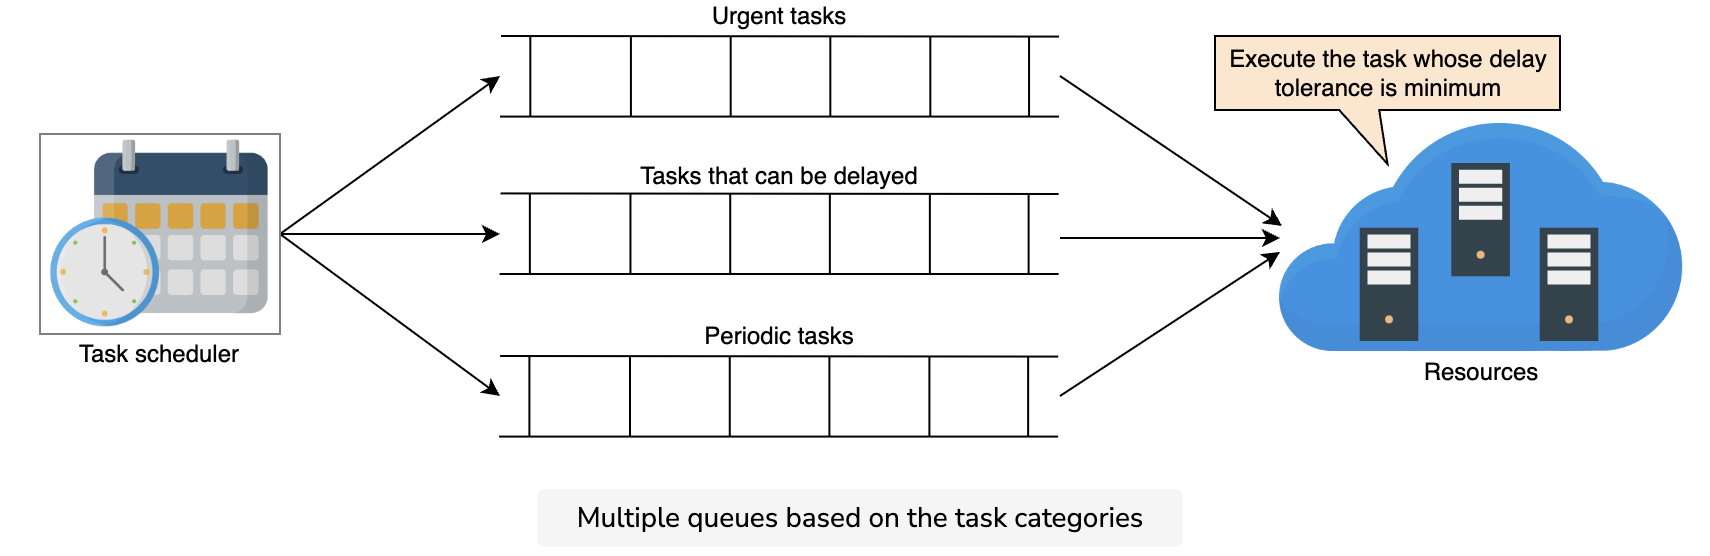 Urgent tasks
Execute the task whose delay
tolerance is minimum
Tasks that can be delayed
Periodic tasks
Task scheduler
Resources
Multiple queues based on the task categories